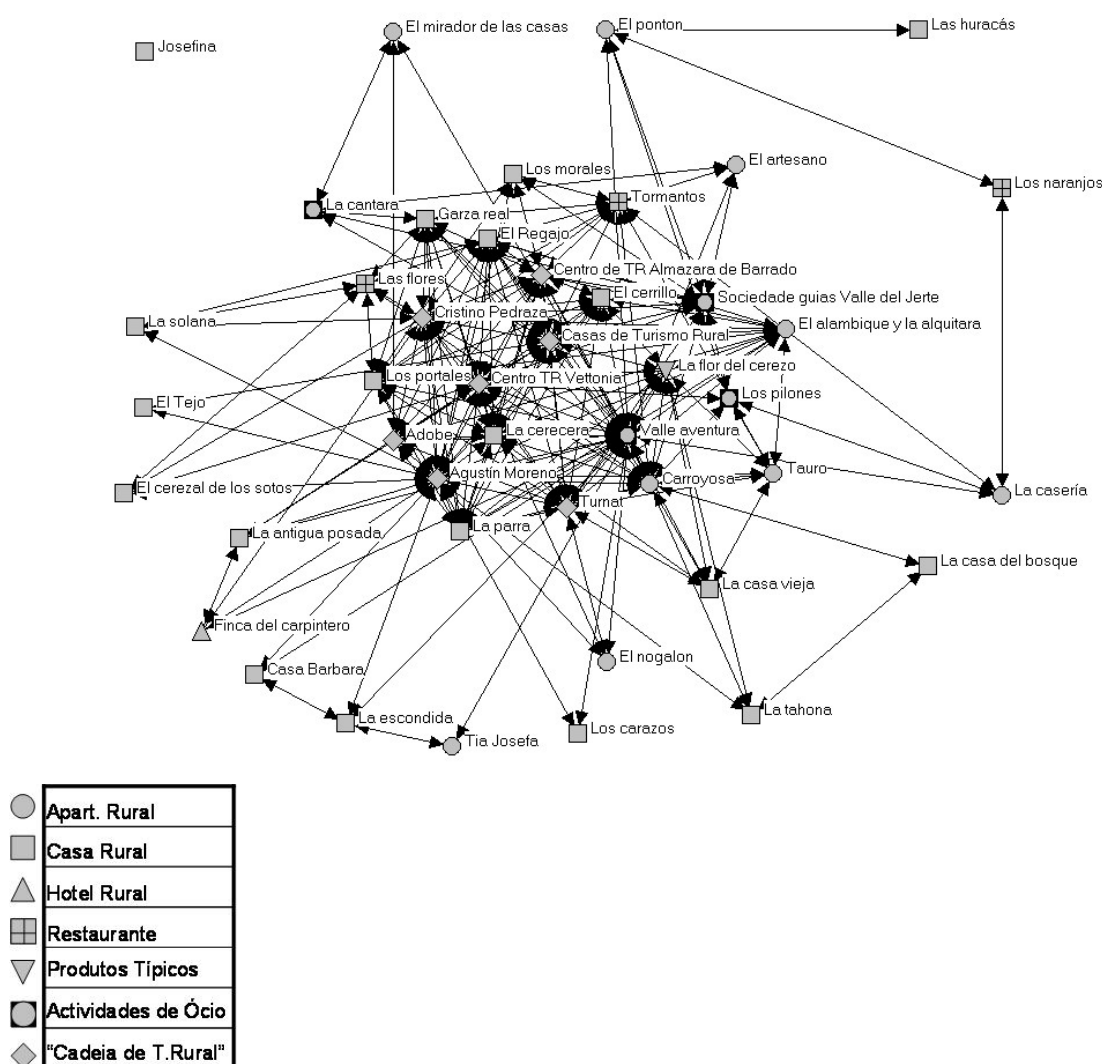 El mirador de las casas
El ponton
Las huracás
Josefina
El artesano
Los morales
Los naranjos
Tormantos
La cantara
Garza real
El Regajo
Centro de TR Almazara de Barrado
Las flores
El cerrillo
Sociedade guias Valle del Jerte
Cristino Pedraza
La solana
El alambique y la alquitara
Casas de Turismo Rural
La flor del cerezo
Los portales
Centro TR Vettonia
Los pilones
El Tejo
La cerecera
Valle aventura
Adobe
Agustín Moreno
Tauro
Carroyosa
El cerezal de los sotos
La casería
Turnat
La parra
La antigua posada
La casa del bosque
La casa vieja
Finca del carpintero
El nogalon
Casa Barbara
La tahona
La escondida
Los carazos
Tia Josefa
Apart. Rural
Casa Rural
Hotel Rural
Restaurante
Produtos Típicos
Actividades de Ócio
"Cadeia de T.Rural"